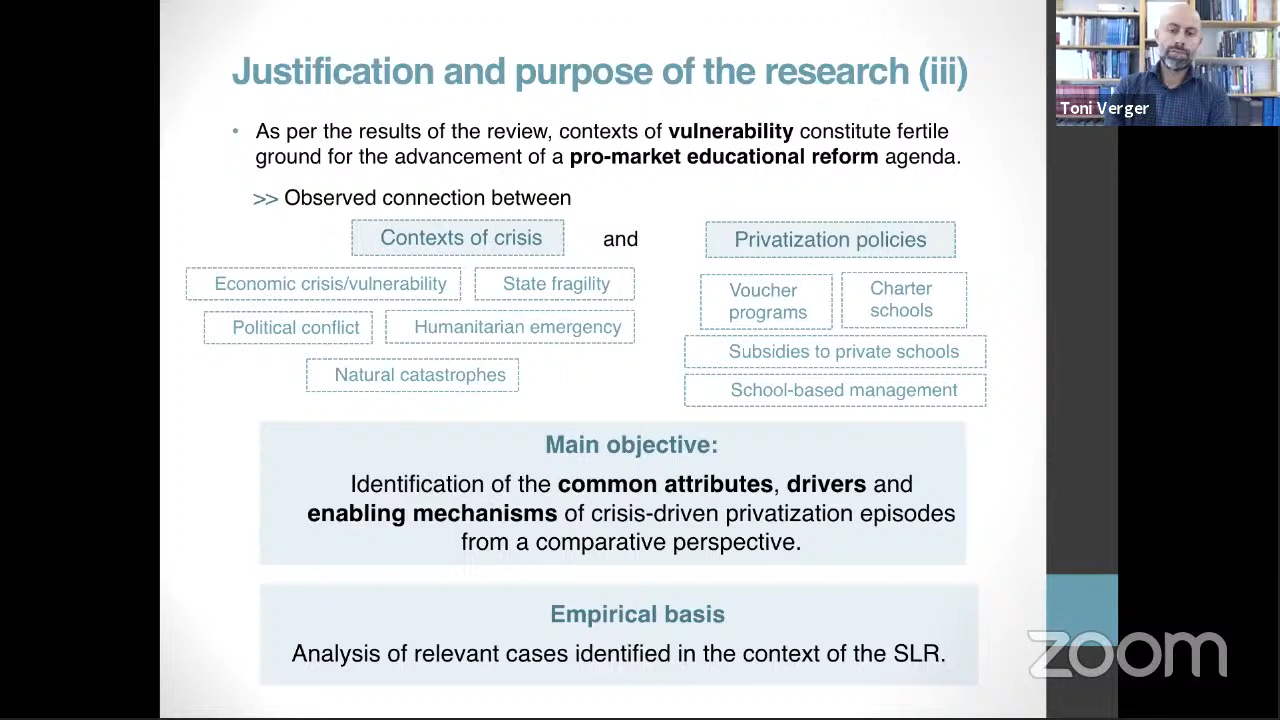 Justification and purpose of the research (iii)
• As per the results of the review, contexts of vulnerability constitute fertile
ground for the advancement of a pro-market educational reform agenda.
>> Observed connection between
Contexts of crisis and Privatization policies
Economic crisis/vulnerability
State fragility
Political conflict
Humanitarian emergency
Natural catastrophes
Voucher
programs
Charter
schools
Subsidies to private schools
School-based management
Main objective:
Identification of the common attributes, drivers and
enabling mechanisms of crisis-driven privatization episodes
from a comparative perspective.
Empirical basis
Analysis of relevant cases identified in the context of the SLR.
Toni Verger
zoom